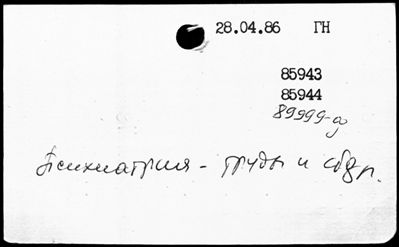 28.04.86 ГН
85943
85944
89999-д
Психиатрия - труды и сбор.